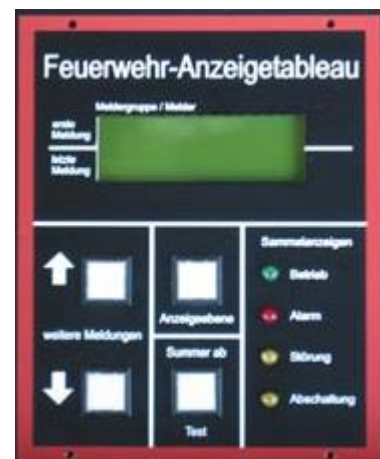 Feuerwehr-Anzeigetableau
Meldergruppe / Melder
erste
Meldung
letzte
Meldung
weitere Meldungen
Anzeigeebene
Summer ab
Test
Sammelanzeigen
Betrieb
Alarm
Störung
Abschaltung